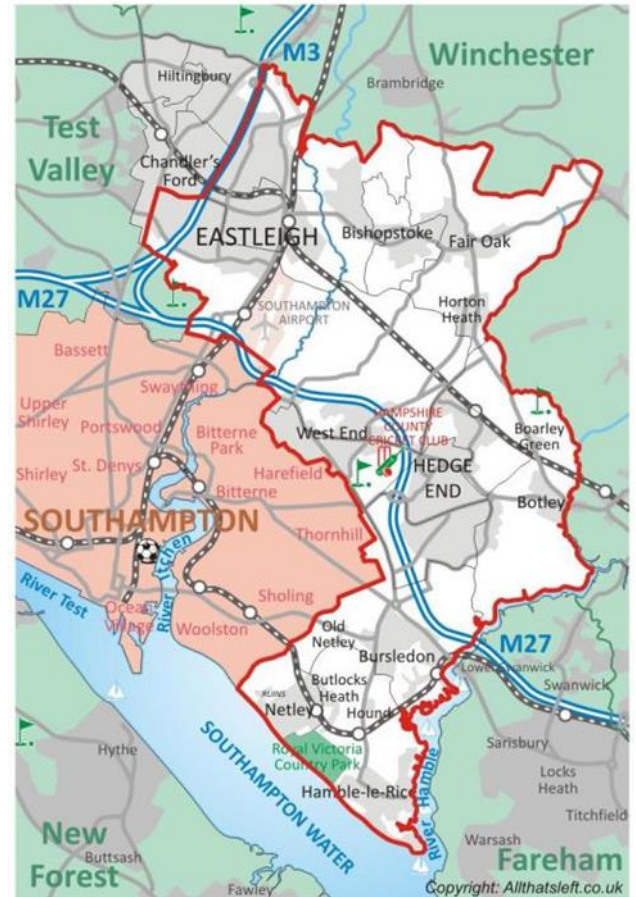 M3
Winchester
Hiltingbury
Brambridge
Test
Valley
Chandler's
Ford
EASTLEIGH
Bishopstoke
Fair Oak
M27
SOUTHAMPTON
AIRPORT
Horton
Heath
Bassett
Swaythling
Upper
Shirley
Portswood
Bitterne
Park
West End
HAMPSHIRE
COUNTY
CRICKET CLUB
Boarley
Green
Shirley
St. Denys
Harefield
HEDGE
END
Bitterne
Botley
SOUTHAMPTON
Thornhill
River Itchen
River Test
Ocean
Village
Sholing
Woolston
Old
Netley
Bursledon
M27
Lower Swanwick
Swanwick
RUINS
Butlocks
Heath
Netley
Hound
SOUTHAMPTON WATER
Royal Victoria
Country Park
Sarisbury
Hythe
Locks
Heath
Hamble-le-Rice
River Hamble
Titchfield
New
Forest
Buttsash
Warsash
Fareham
Fawley
Copyright: Allthatsleft.co.uk